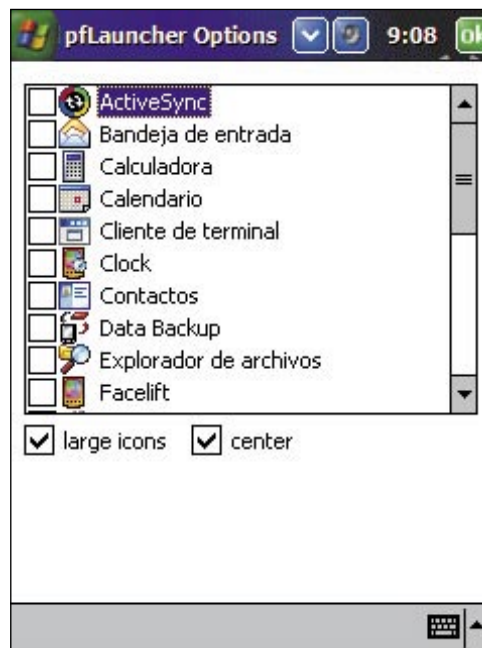 pfLauncher Options 9:08 ok
ActiveSync
Bandeja de entrada
Calculadora
Calendario
Cliente de terminal
Clock
Contactos
Data Backup
Explorador de archivos
Facelift
large icons center